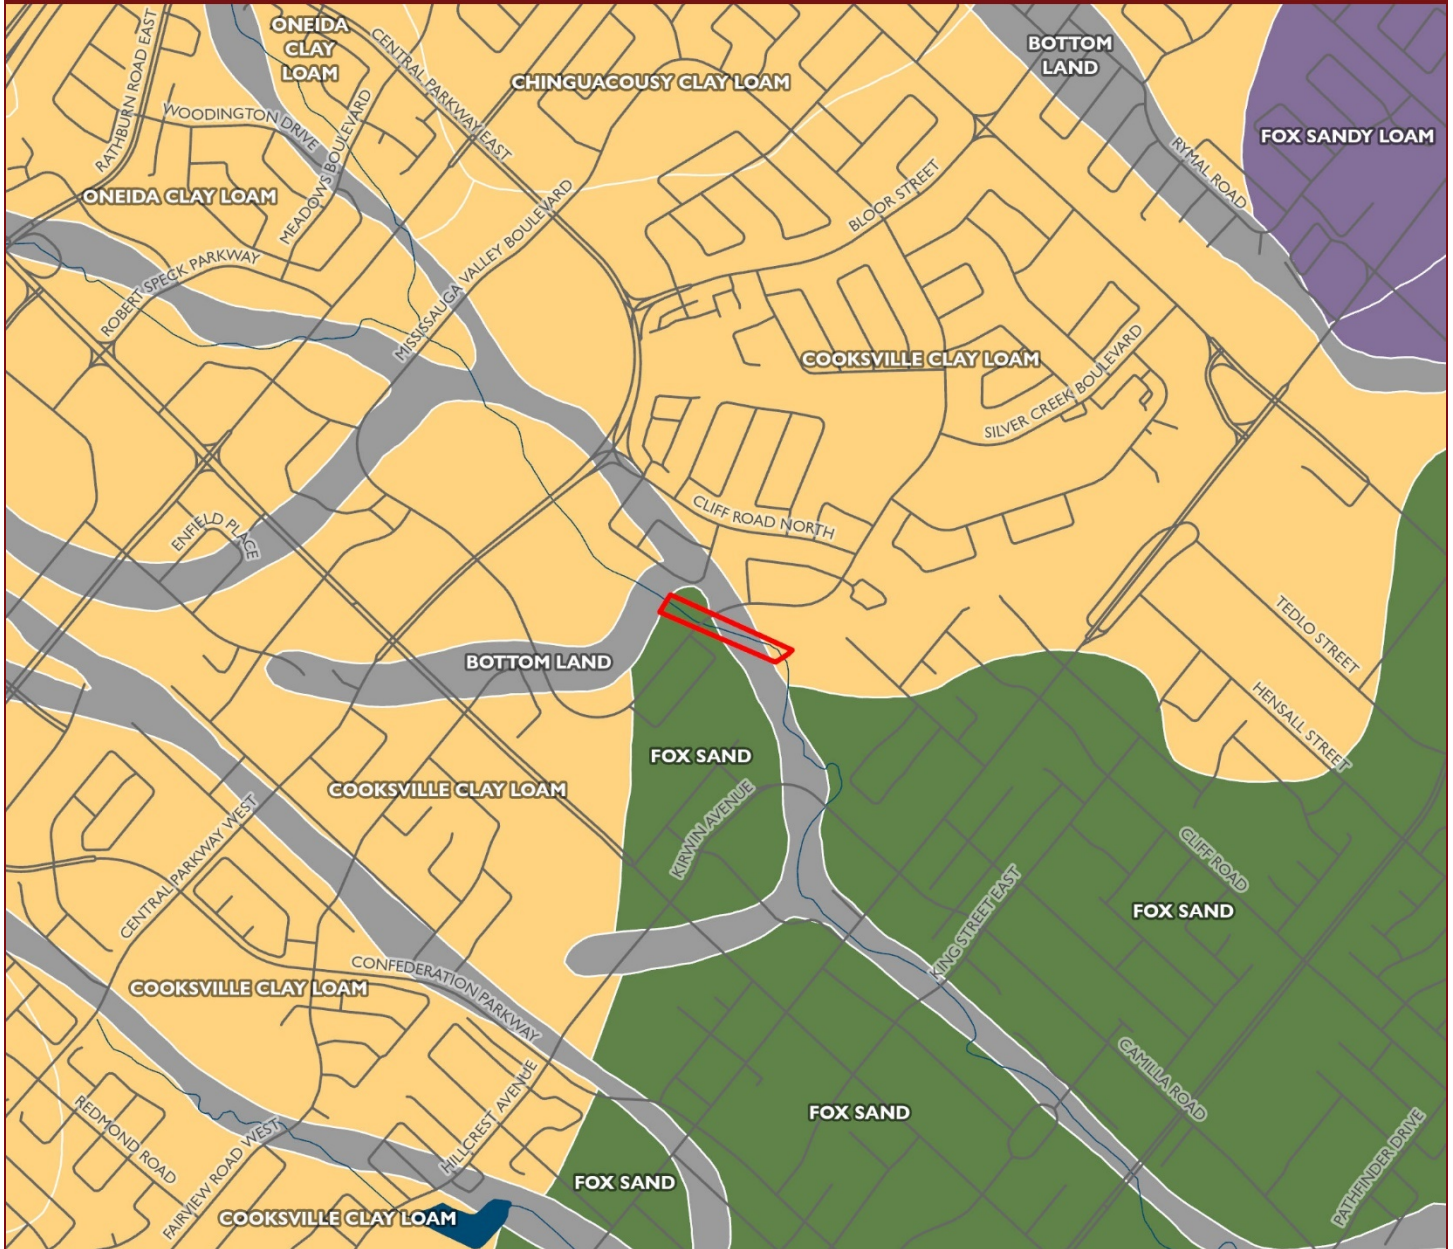 ONEIDA
CLAY
LOAM
RATHBURN ROAD EAST
CENTRAL PARKWAY EAST
BOTTOM
LAND
CHINGUACOUSY CLAY LOAM
WOODINGTON DRIVE
MEADOWS BOULEVARD
FOX SANDY LOAM
RYMAL ROAD
ONEIDA CLAY LOAM
BLOOR STREET
MISSISSAUGA VALLEY BOULEVARD
ROBERT SPECK PARKWAY
COOKSVILLE CLAY LOAM
SILVER CREEK BOULEVARD
CLIFF ROAD NORTH
ENFIELD PLACE
TEDLO STREET
BOTTOM LAND
HENSALL STREET
FOX SAND
COOKSVILLE CLAY LOAM
KIRWIN AVENUE
CENTRAL PARKWAY WEST
CLIFF ROAD
FOX SAND
KING STREET EAST
CONFEDERATION PARKWAY
COOKSVILLE CLAY LOAM
CAMILLA ROAD
FOX SAND
HILLCREST AVENUE
REDMOND ROAD
FAIRVIEW ROAD WEST
PATHFINDER DRIVE
FOX SAND
COOKSVILLE CLAY LOAM